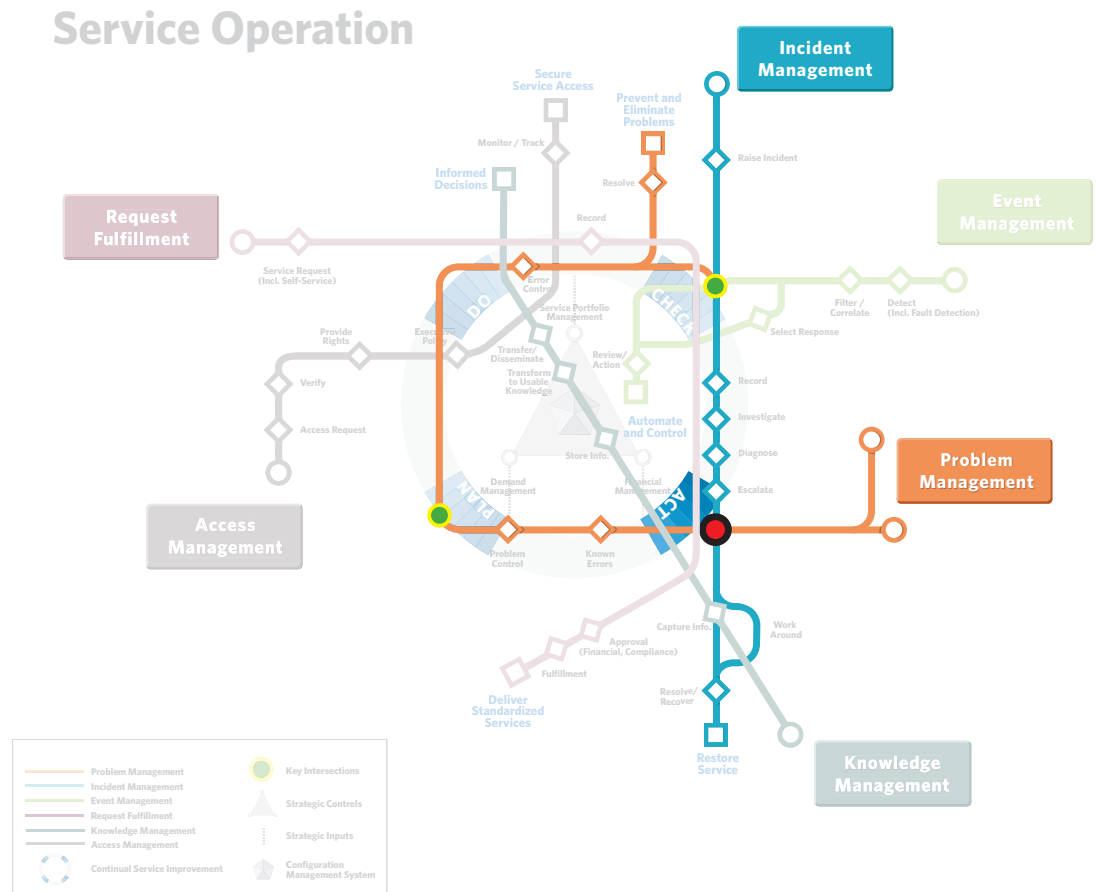 Service Operation
Incident
Management
Secure
Service Access
Prevent and
Eliminate
Problems
Monitor / Track
Raise Incident
Informed
Decisions
Resolve
Event
Management
Request
Fulfillment
Record
Service Request
(Incl. Self-Service)
Error
Control
DO
CHECK
Service Portfolio
Management
Filter /
Correlate
Detect
(Incl. Fault Detection)
Select Response
Provide
Rights
Executive
Policy
Transfer/
Disseminate
Review/
Action
Transform
to Usable
Knowledge
Verify
Record
Access Request
Automate
and Control
Investigate
Store Info.
Diagnose
Problem
Management
Demand
Management
Financial
Management
Escalate
PLAN
ACT
Access
Management
Problem
Control
Known
Errors
Capture Info.
Work
Around
Approval
(Financial, Compliance)
Fulfillment
Deliver
Standardized
Services
Resolve/
Recover
Restore
Service
Knowledge
Management
Problem Management
Incident Management
Event Management
Request Fulfillment
Knowledge Management
Access Management
Continual Service Improvement
Key Intersections
Strategic Controls
Strategic Inputs
Configuration
Management System